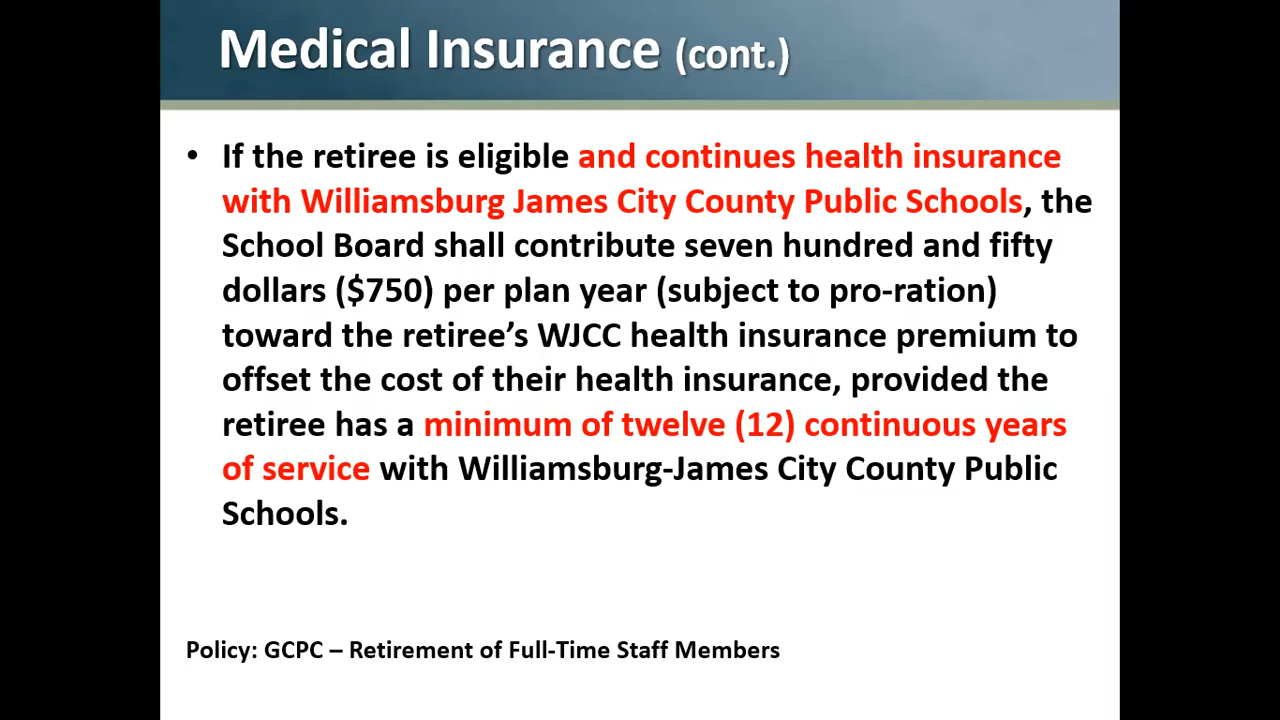 Medical Insurance (cont.)
• If the retiree is eligible and continues health insurance
with Williamsburg James City County Public Schools, the
School Board shall contribute seven hundred and fifty
dollars ($750) per plan year (subject to pro-ration)
toward the retiree’s WJCC health insurance premium to
offset the cost of their health insurance, provided the
retiree has a minimum of twelve (12) continuous years
of service with Williamsburg-James City County Public
Schools.
Policy: GCPC – Retirement of Full-Time Staff Members